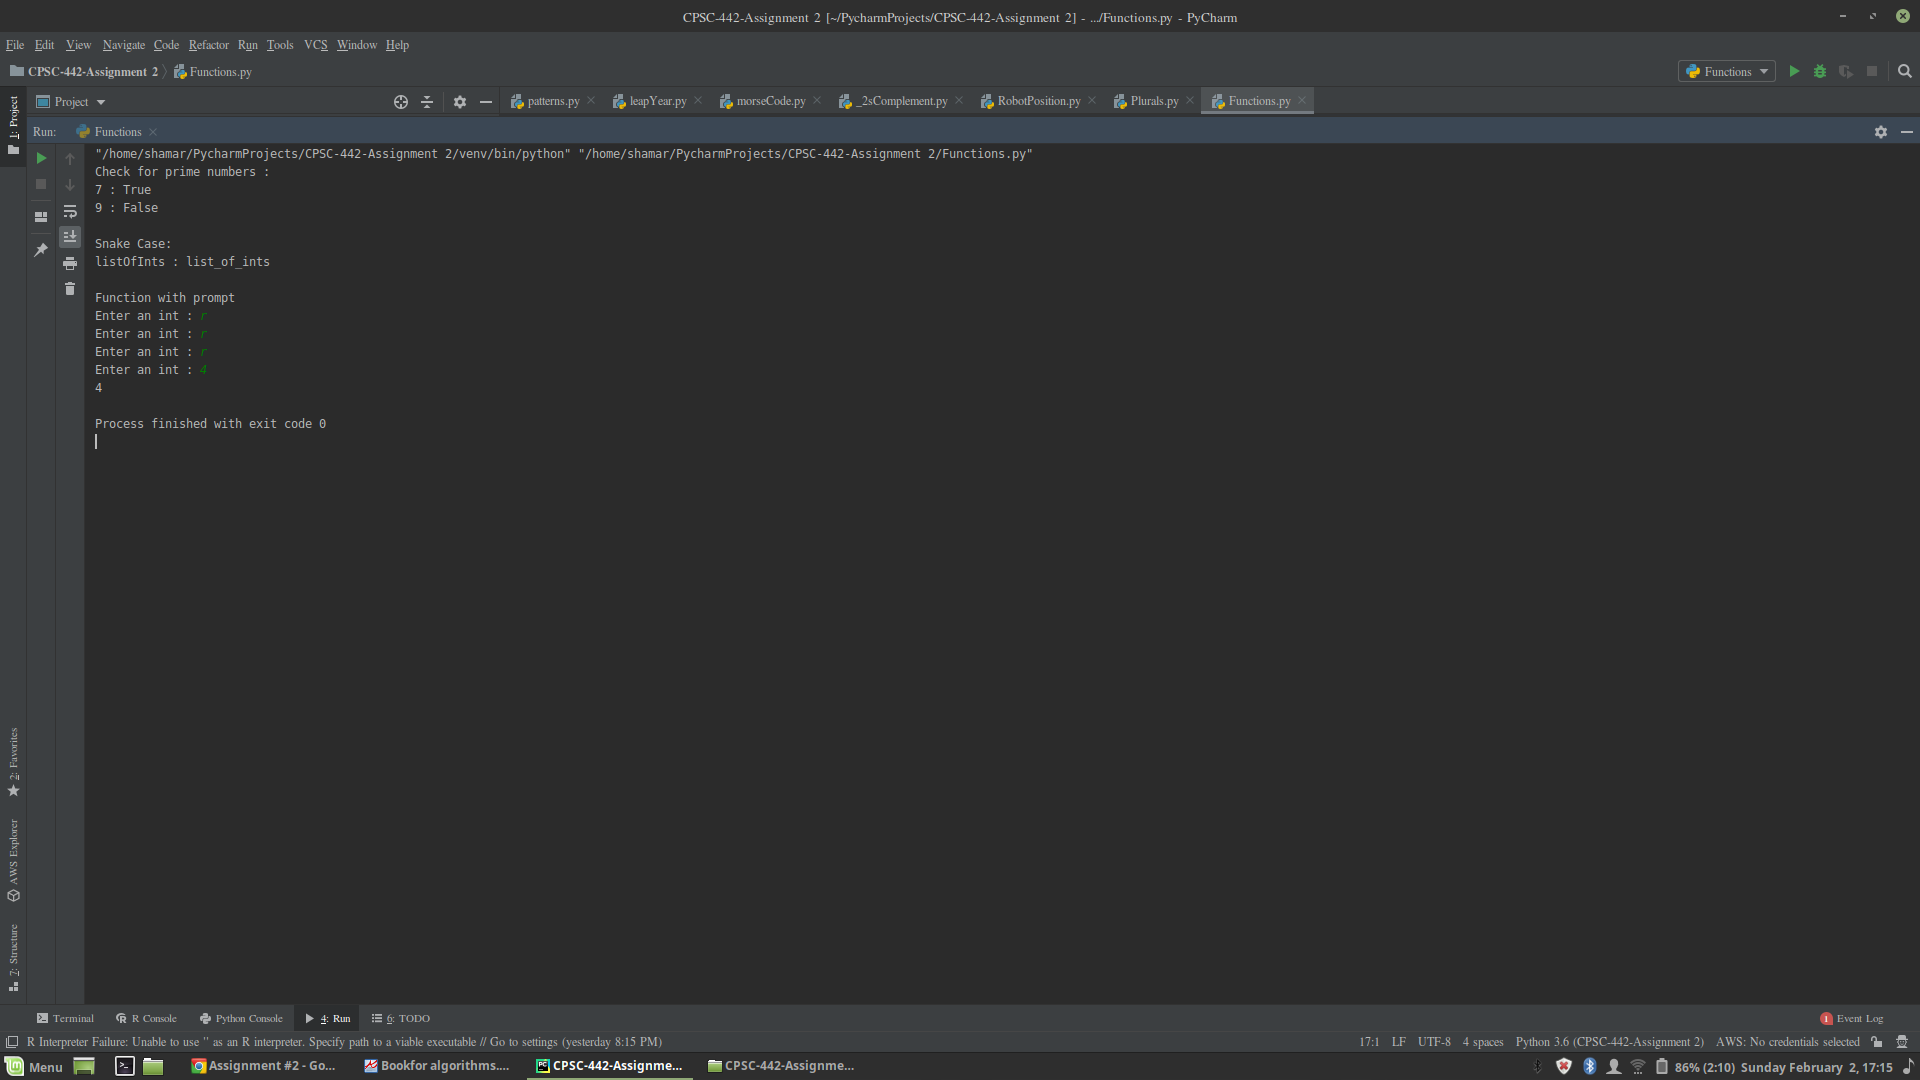 CPSC-442-Assignment 2 [~/PycharmProjects/CPSC-442-Assignment 2] - .../Functions.py - PyCharm
File Edit View Navigate Code Refactor Run Tools VCS Window Help
CPSC-442-Assignment 2 Functions.py Functions
1: Project
Project patterns.py leapYear.py morseCode.py _2sComplement.py RobotPosition.py Plurals.py Functions.py
Run: Functions
"/home/shamar/PycharmProjects/CPSC-442-Assignment 2/venv/bin/python" "/home/shamar/PycharmProjects/CPSC-442-Assignment 2/Functions.py"
Check for prime numbers :
7 : True
9 : False
Snake Case:
listOfInts : list_of_ints
Function with prompt
Enter an int : r
Enter an int : r
Enter an int : r
Enter an int : 4
4
Process finished with exit code 0
2: Favorites
AWS Explorer
7: Structure
Terminal R Console Python Console 4: Run 6: TODO 1 Event Log
R Interpreter Failure: Unable to use '' as an R interpreter. Specify path to a viable executable // Go to settings (yesterday 8:15 PM) 17:1 LF UTF-8 4 spaces Python 3.6 (CPSC-442-Assignment 2) AWS: No credentials selected
Menu Assignment #2 - Go... Bookfor algorithms.... CPSC-442-Assignme... CPSC-442-Assignme... 86% (2:10) Sunday February 2, 17:15